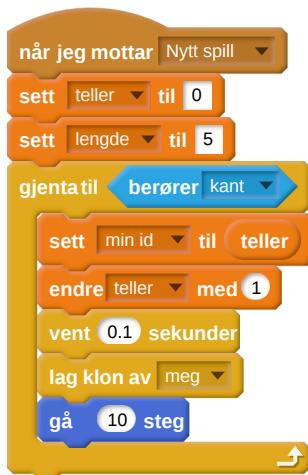 når jeg mottar Nytt spill
sett teller til 0
sett lengde til 5
gjenta til berører kant
sett min id til teller
endre teller med 1
vent 0.1 sekunder
lag klon av meg
gå 10 steg